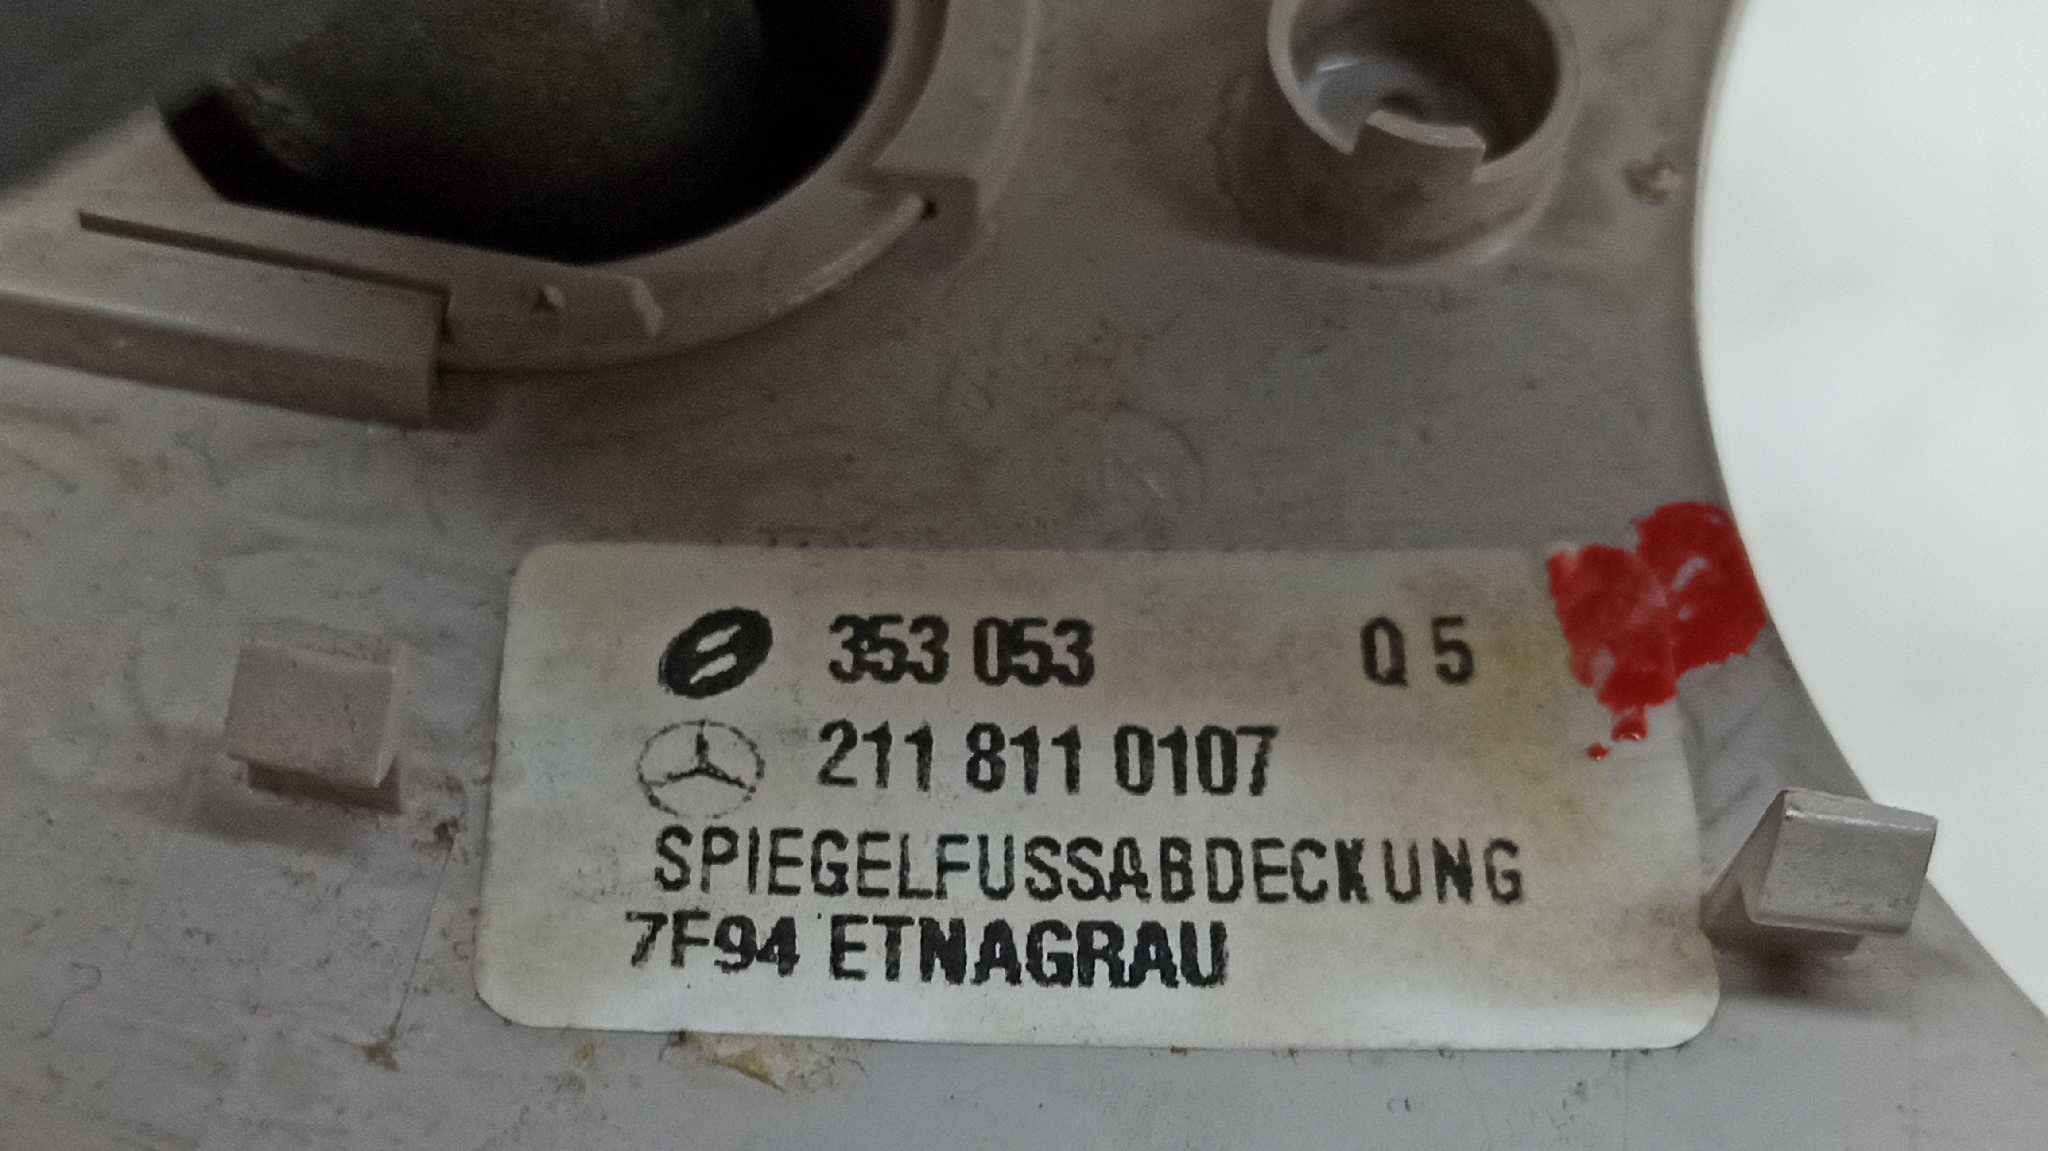 353 053 Q 5
211 811 0107
SPIEGELFUSSABDECKUNG
7F94 ETNAGRAU